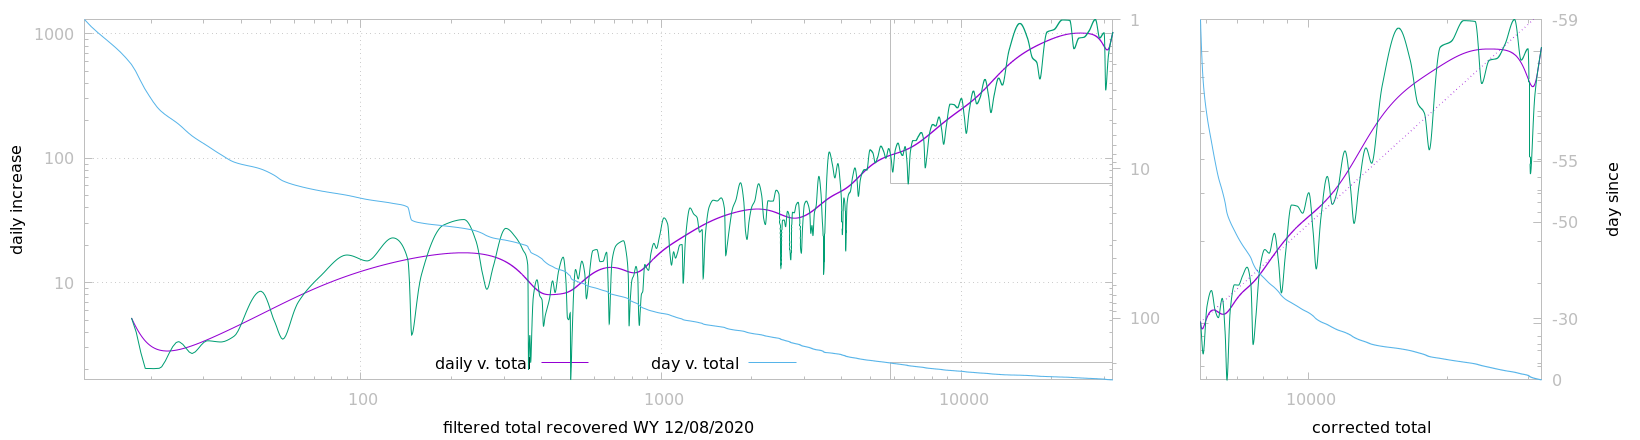 1000
100
10
daily increase
100
1000
10000
1
10
100
daily v. total
day v. total
filtered total recovered WY 12/08/2020
10000
corrected total
-59
-55
-50
-30
0
day since